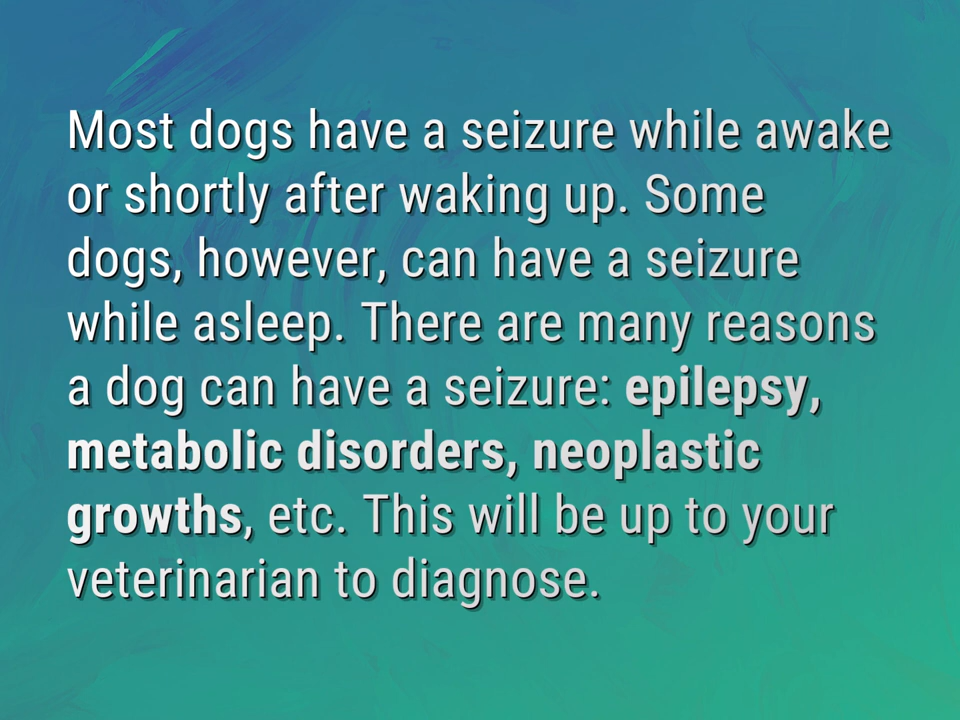 Most dogs have a seizure while awake
or shortly after waking up. Some
dogs, however, can have a seizure
while asleep. There are many reasons
a dog can have a seizure: epilepsy,
metabolic disorders, neoplastic
growths, etc. This will be up to your
veterinarian to diagnose.